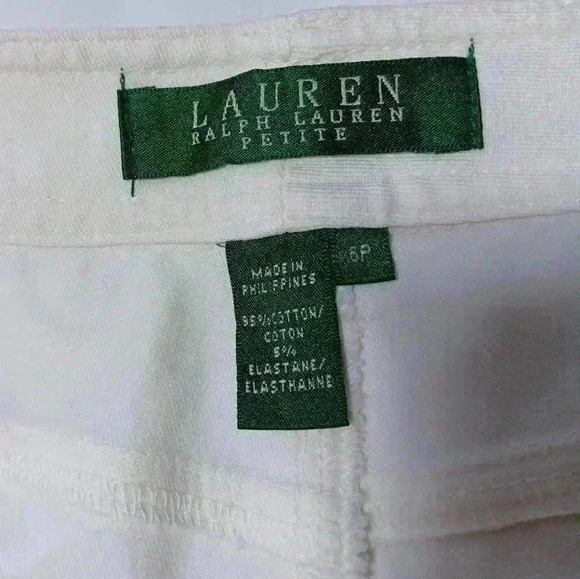 LAUREN
RALPH LAUREN
PETITE
6P
MADE IN
PHILIPPINES
95% COTTON/
COTON
5%
ELASTANE/
ELASTHANNE